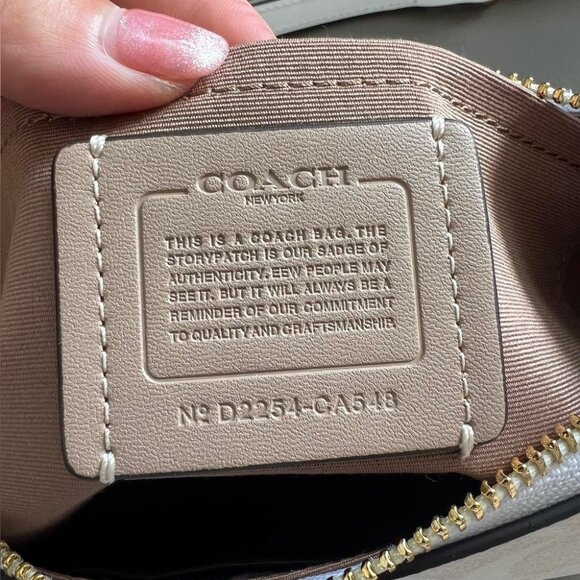 COACH
NEW YORK
THIS IS A COACH BAG. THE
STORYPATCH IS OUR BADGE OF
AUTHENTICITY. FEW PEOPLE MAY
SEE IT. BUT IT WILL ALWAYS BE A
REMINDER OF OUR COMMITMENT
TO QUALITY AND CRAFTSMANSHIP.
Nº D2254-CA548